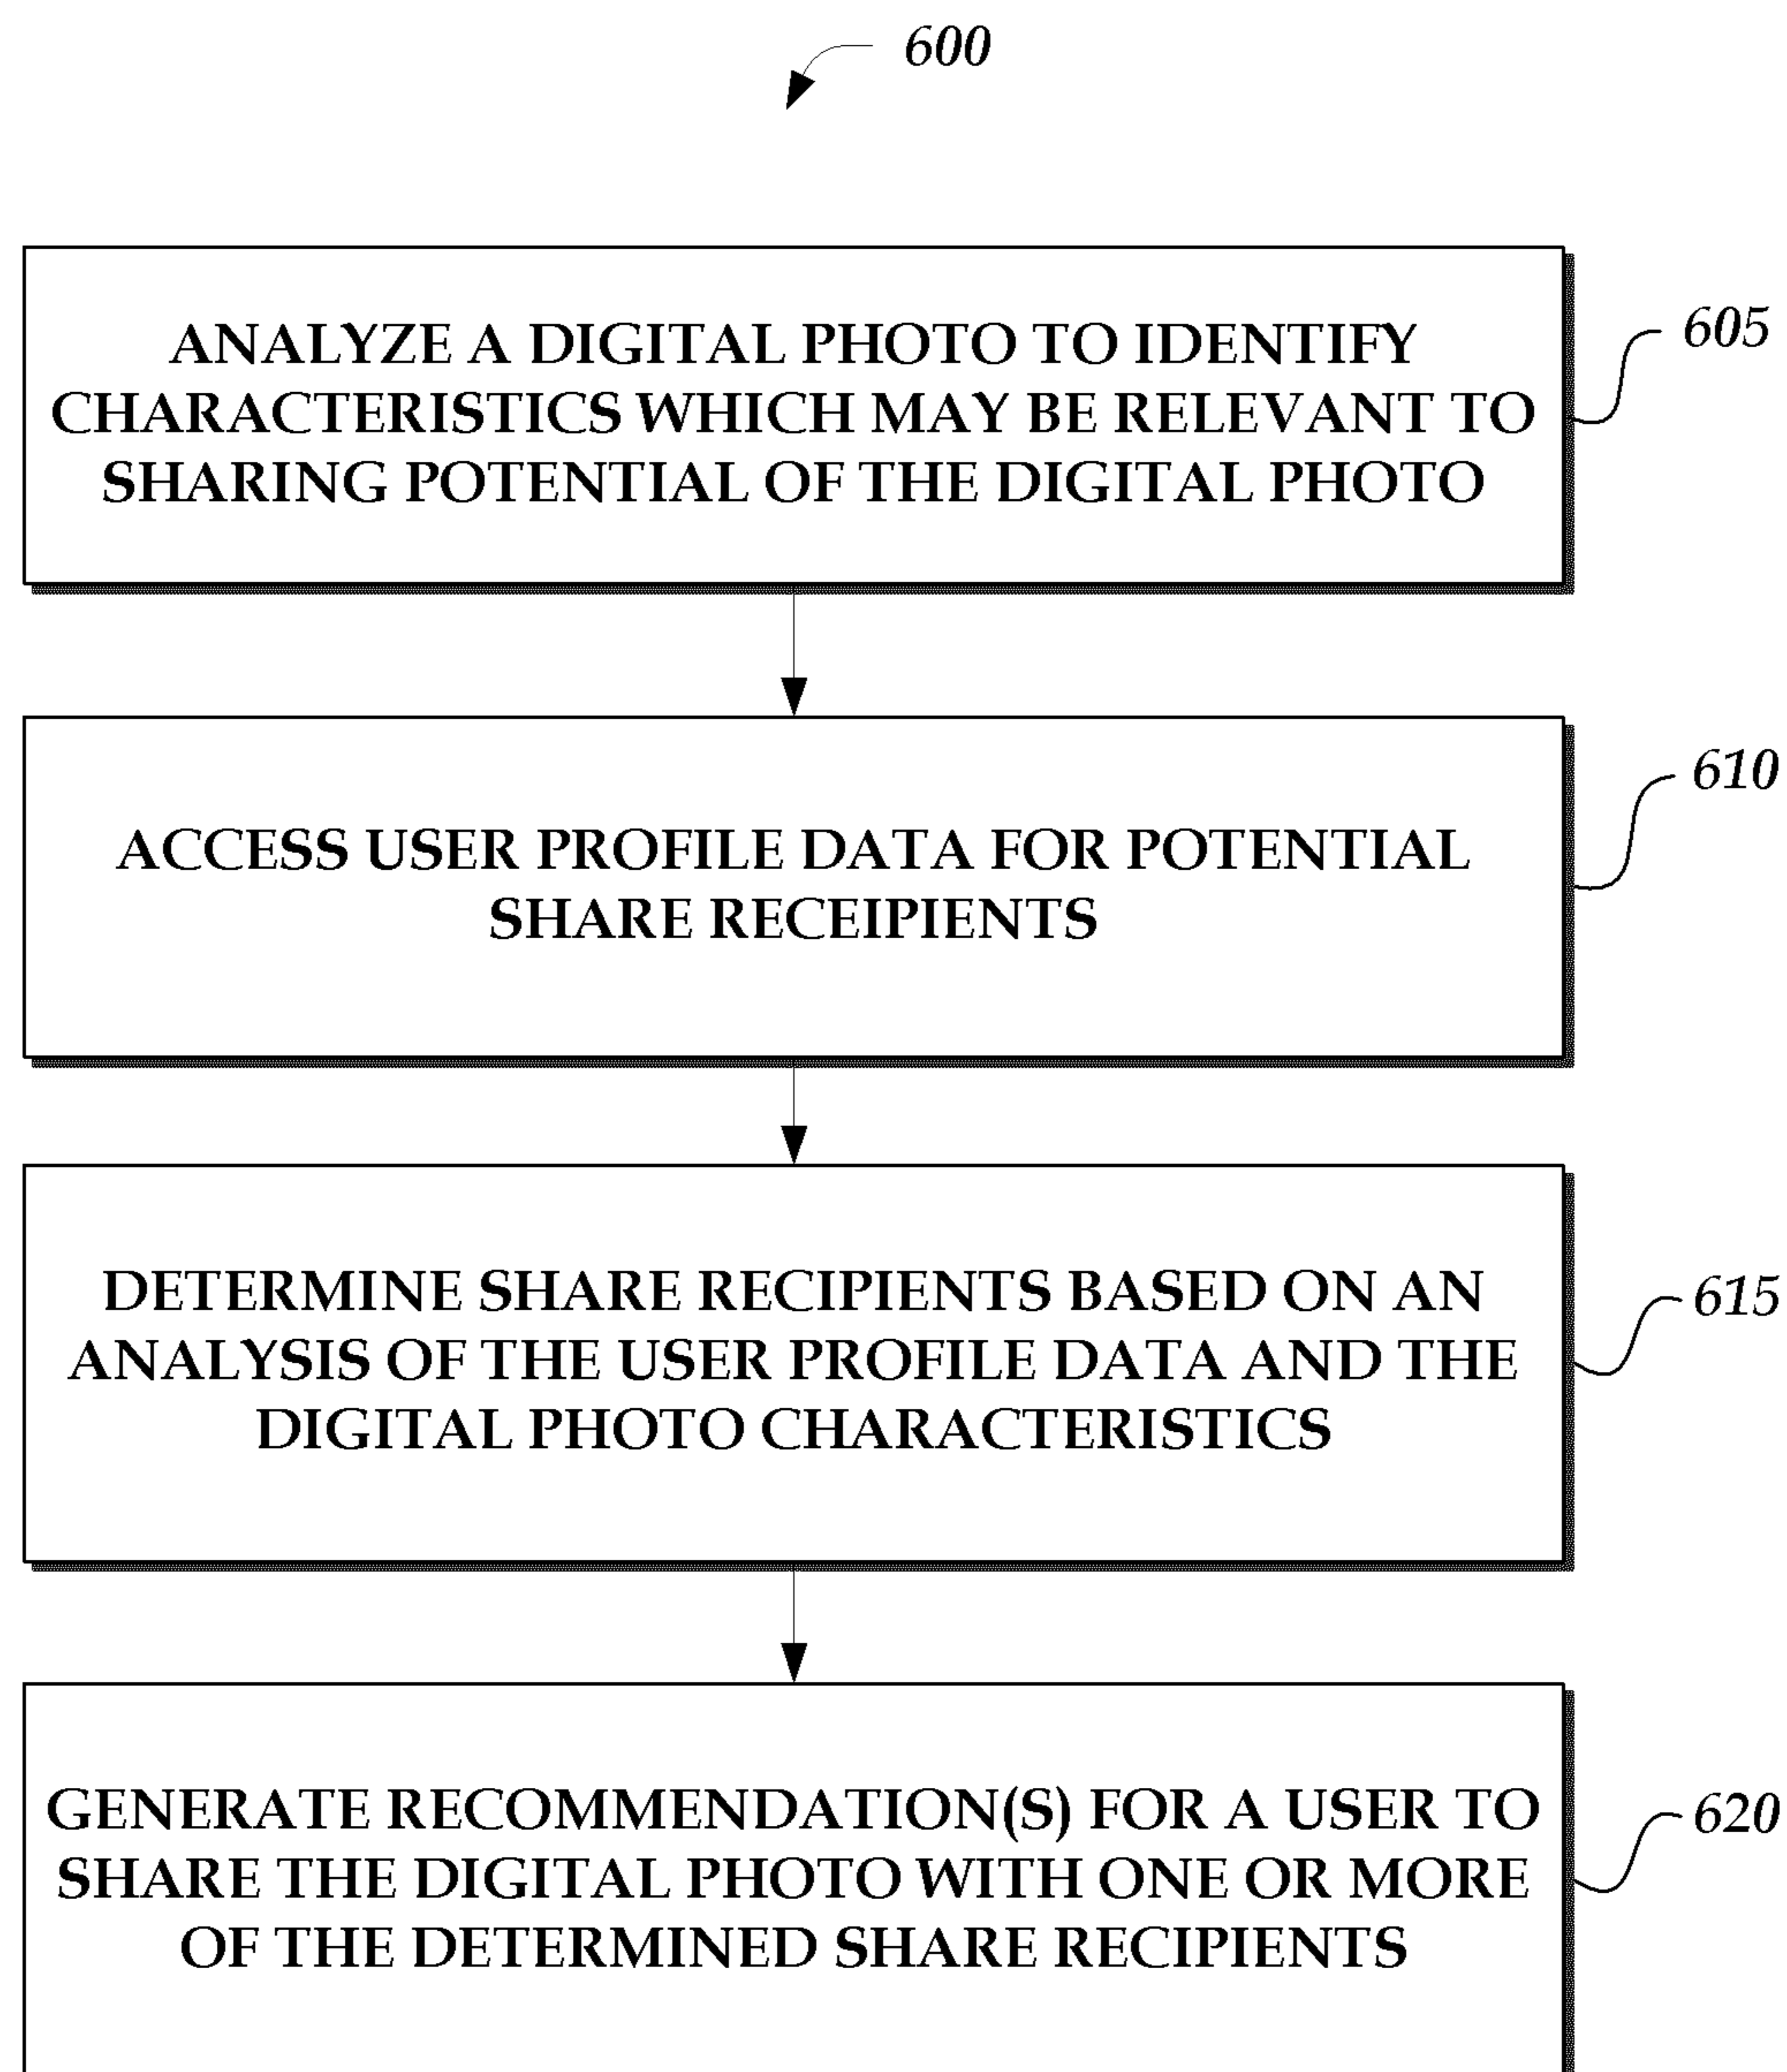 600
ANALYZE A DIGITAL PHOTO TO IDENTIFY
CHARACTERISTICS WHICH MAY BE RELEVANT TO
SHARING POTENTIAL OF THE DIGITAL PHOTO
605
ACCESS USER PROFILE DATA FOR POTENTIAL
SHARE RECEIPIENTS
610
DETERMINE SHARE RECIPIENTS BASED ON AN
ANALYSIS OF THE USER PROFILE DATA AND THE
DIGITAL PHOTO CHARACTERISTICS
615
GENERATE RECOMMENDATION(S) FOR A USER TO
SHARE THE DIGITAL PHOTO WITH ONE OR MORE
OF THE DETERMINED SHARE RECIPIENTS
620